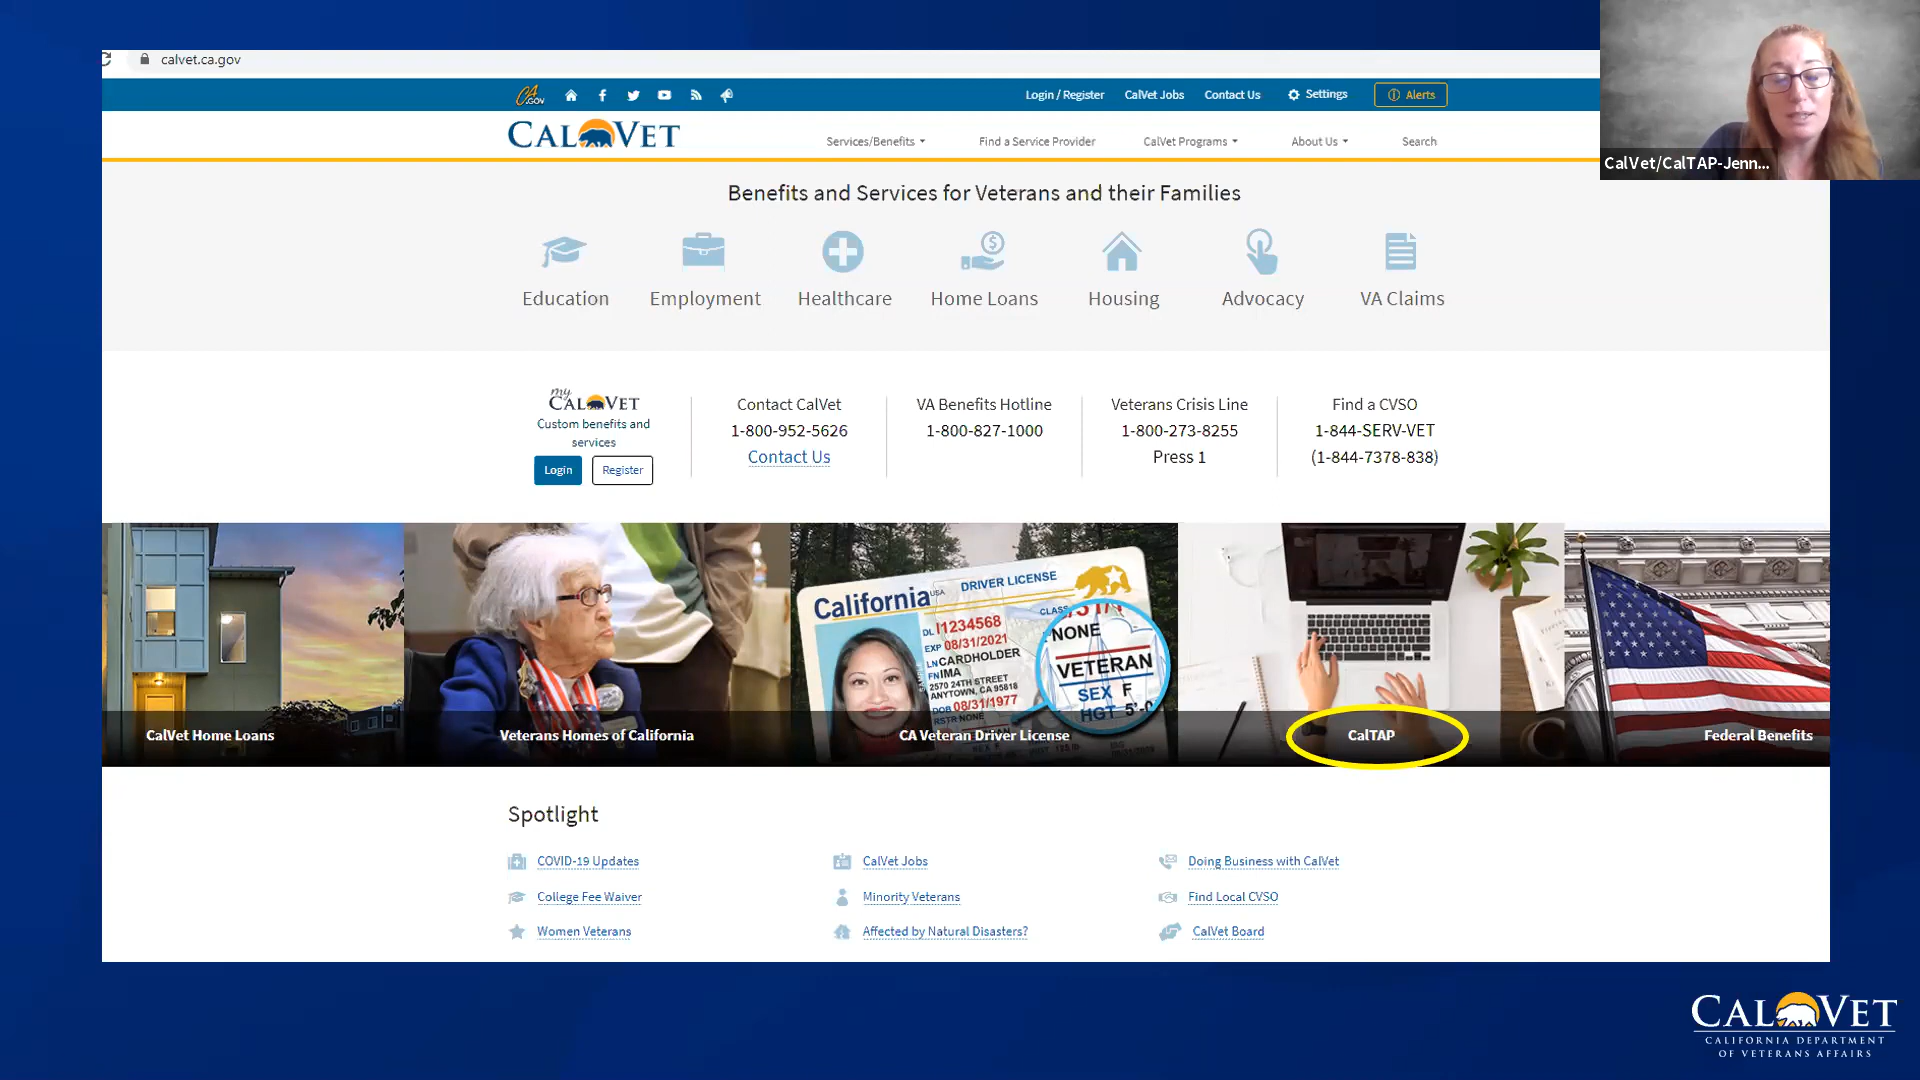 calvet.ca.gov
CA.GOV
Login / Register CalVet Jobs Contact Us Settings Alerts
CALVET
Services/Benefits Find a Service Provider CalVet Programs About Us Search
CalVet/CalTAP-Jenn...
Benefits and Services for Veterans and their Families
Education Employment Healthcare Home Loans Housing Advocacy VA Claims
my
CALVET
Custom benefits and
services
Login Register
Contact CalVet
1-800-952-5626
Contact Us
VA Benefits Hotline
1-800-827-1000
Veterans Crisis Line
1-800-273-8255
Press 1
Find a CVSO
1-844-SERV-VET
(1-844-7378-838)
California USA DRIVER LICENSE
DL I1234568 CLASS
EXP 08/31/2021 NONE
LN CARDHOLDER
FN IMA
2570 24TH STREET
ANYTOWN, CA 95818
DOB 08/31/1977
RSTR NONE
VETERAN
SEX F
HGT 5'-0
CalVet Home Loans Veterans Homes of California CA Veteran Driver License CalTAP Federal Benefits
Spotlight
COVID-19 Updates CalVet Jobs Doing Business with CalVet
College Fee Waiver Minority Veterans Find Local CVSO
Women Veterans Affected by Natural Disasters? CalVet Board
CALVET
CALIFORNIA DEPARTMENT
OF VETERANS AFFAIRS